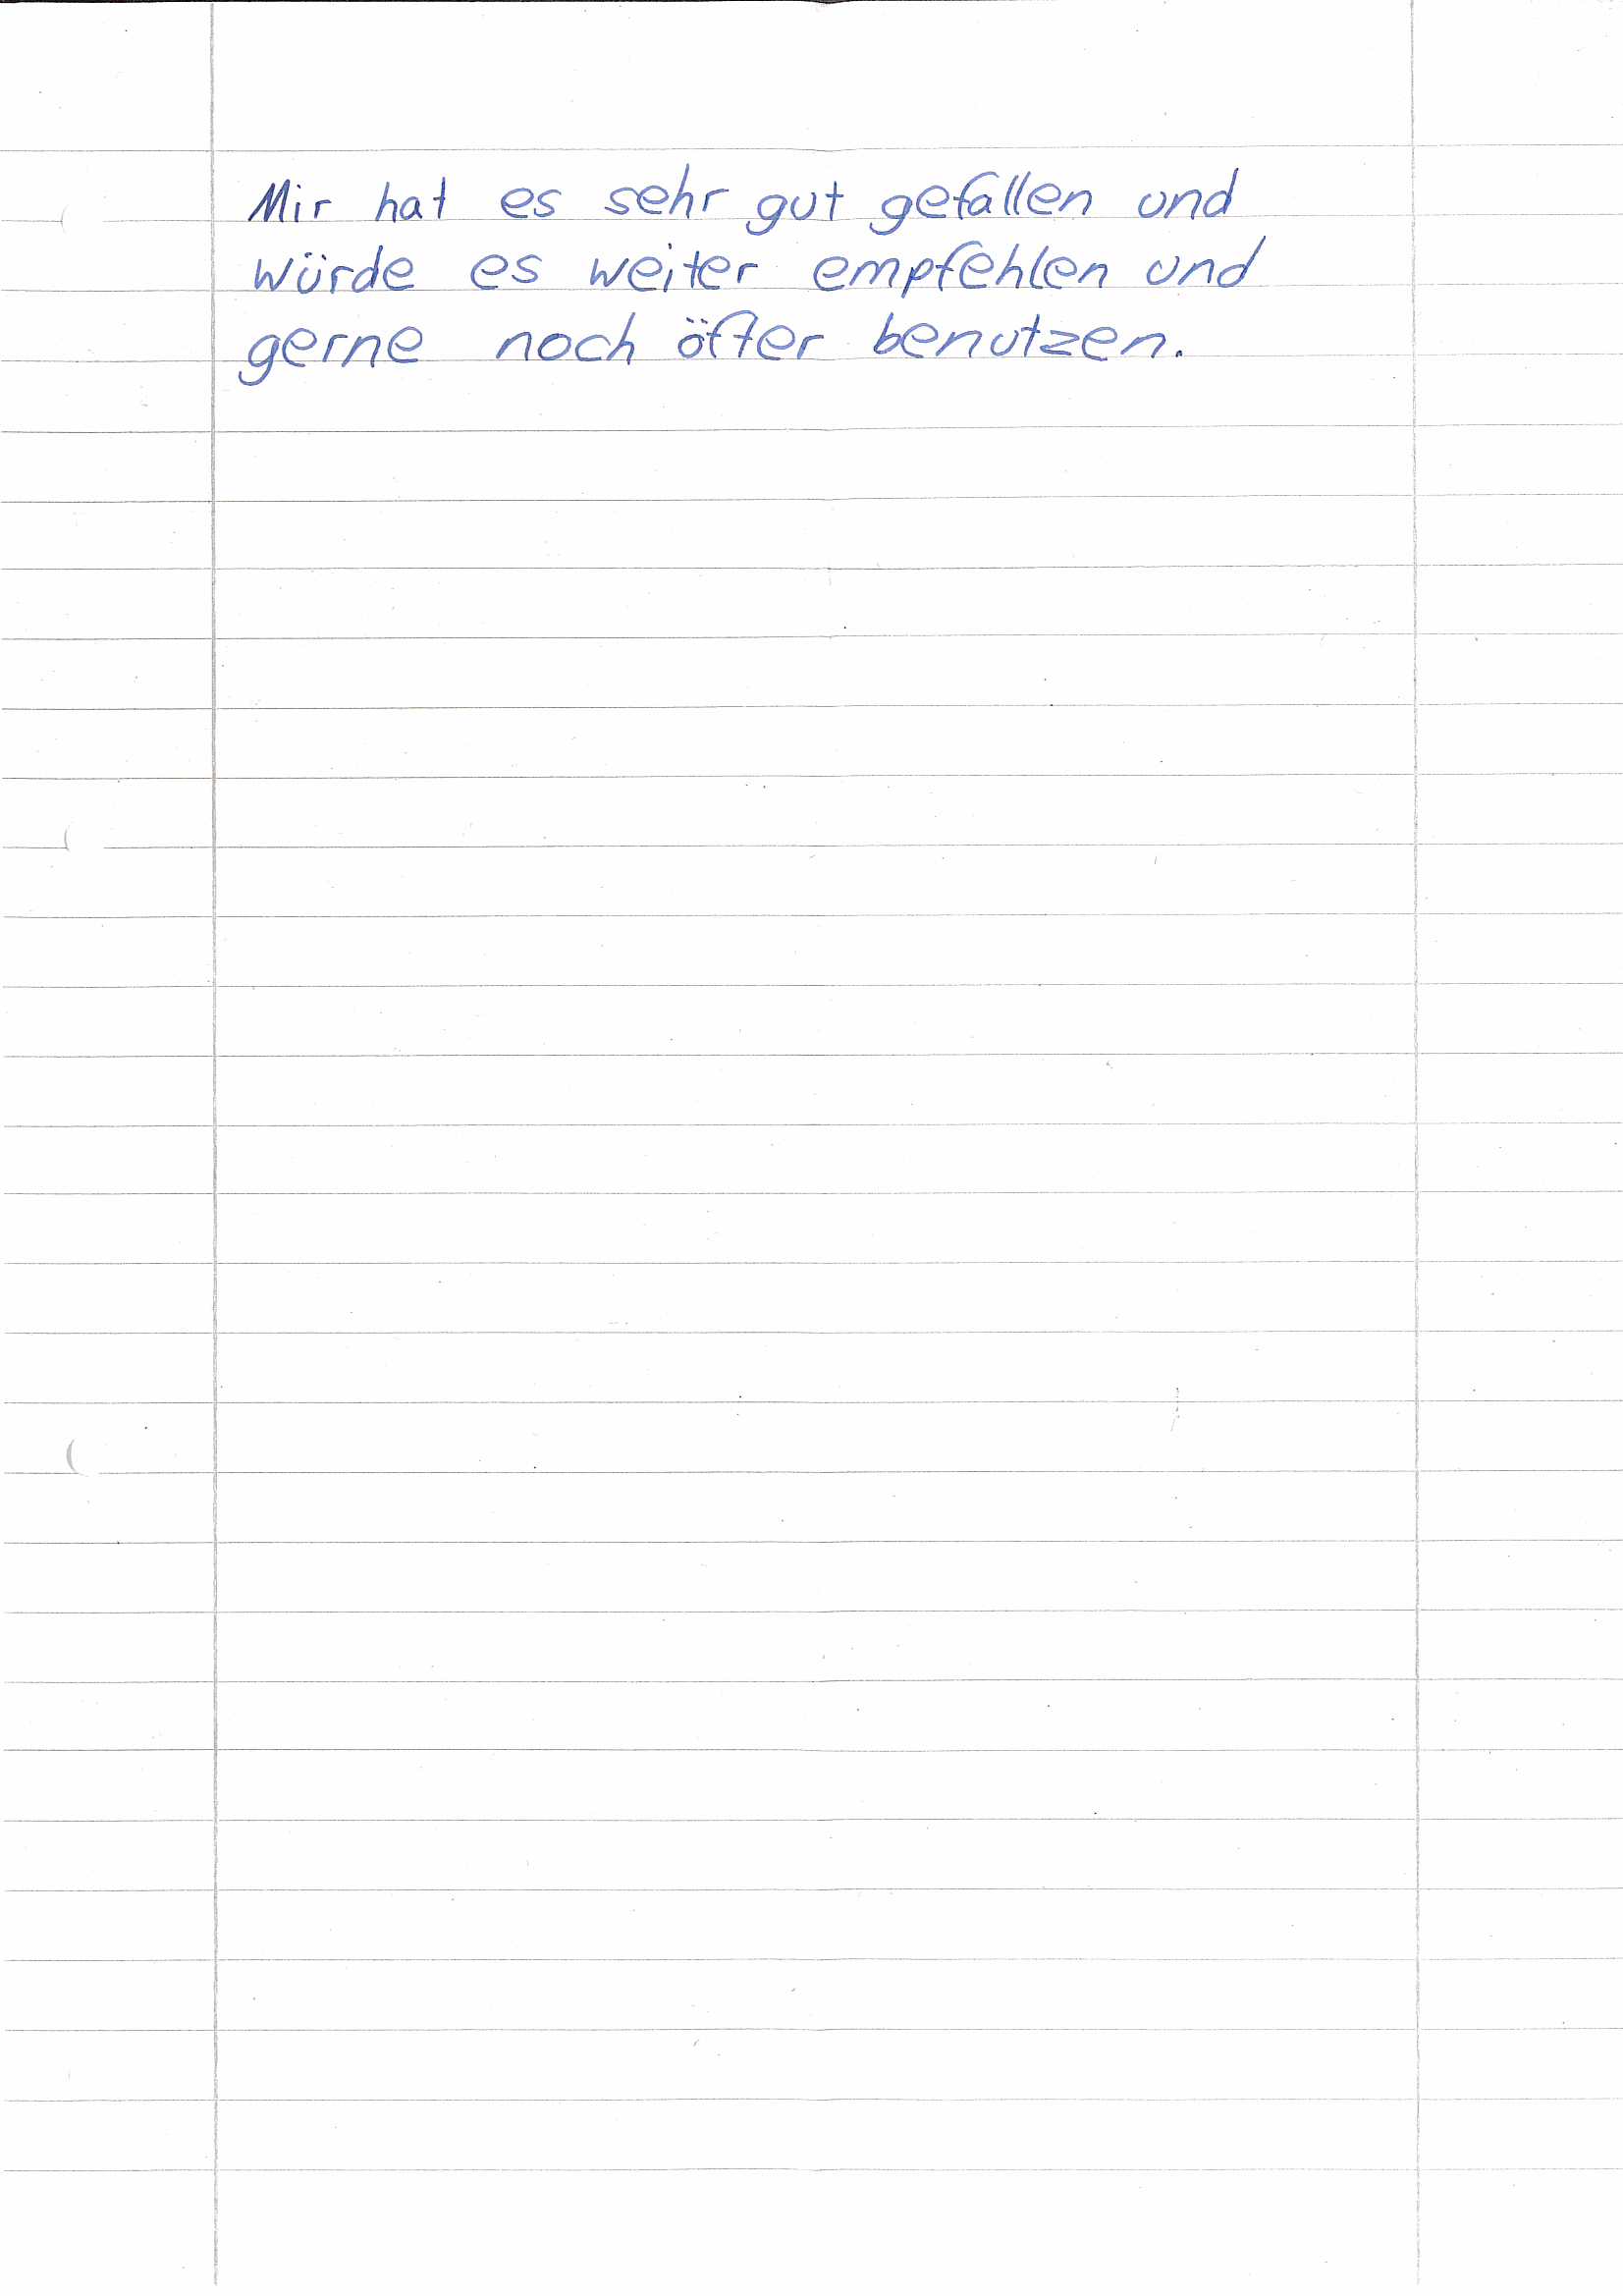 Mir hat es sehr gut gefallen und
würde es weiter empfehlen und
gerne noch öfter benutzen.